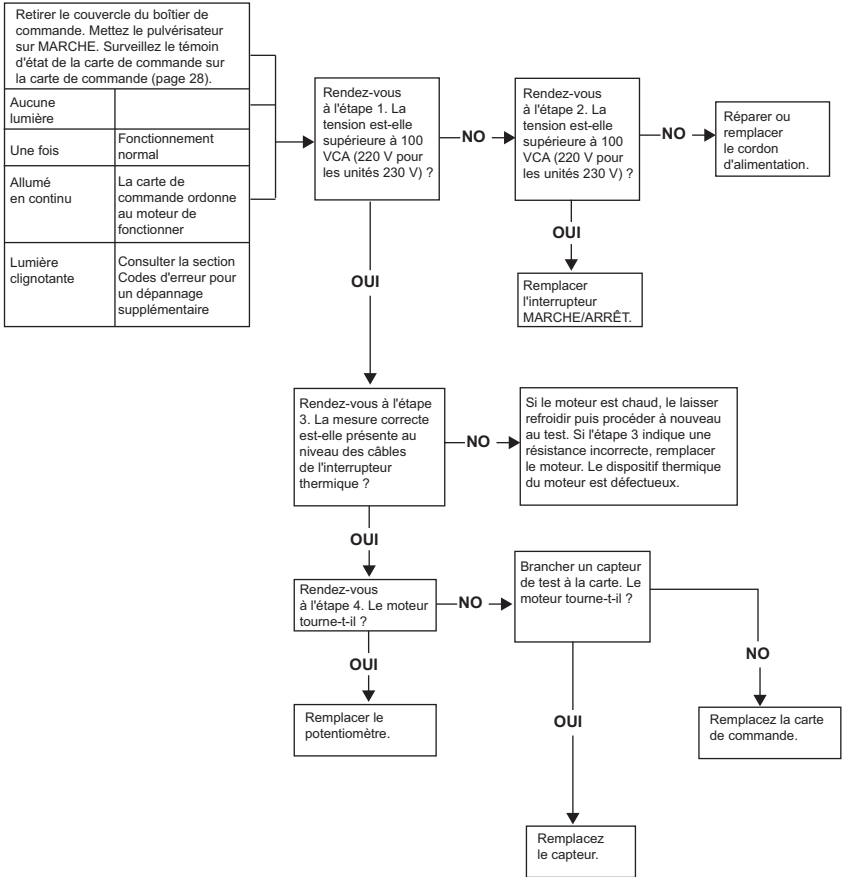 Retirer le couvercle du boîtier de
commande. Mettez le pulvérisateur
sur MARCHE. Surveillez le témoin
d'état de la carte de commande sur
la carte de commande (page 28).
Aucune
lumière
Une fois
Fonctionnement
normal
Allumé
en continu
La carte de
commande ordonne
au moteur de
fonctionner
Lumière
clignotante
Consulter la section
Codes d'erreur pour
un dépannage
supplémentaire
Rendez-vous
à l'étape 1. La
tension est-elle
supérieure à 100
VCA (220 V pour
les unités 230 V) ?
NO
Rendez-vous
à l'étape 2. La
tension est-elle
supérieure à 100
VCA (220 V pour
les unités 230 V) ?
NO
Réparer ou
remplacer
le cordon
d'alimentation.
OUI
Remplacer
l'interrupteur
MARCHE/ARRÊT.
OUI
Rendez-vous à l'étape
3. La mesure correcte
est-elle présente au
niveau des câbles
de l'interrupteur
thermique ?
NO
Si le moteur est chaud, le laisser
refroidir puis procéder à nouveau
au test. Si l'étape 3 indique une
résistance incorrecte, remplacer
le moteur. Le dispositif thermique
du moteur est défectueux.
OUI
Rendez-vous
à l'étape 4. Le moteur
tourne-t-il ?
NO
Brancher un capteur
de test à la carte. Le
moteur tourne-t-il ?
NO
Remplacez la carte
de commande.
OUI
Remplacer le
potentiomètre.
OUI
Remplacez
le capteur.